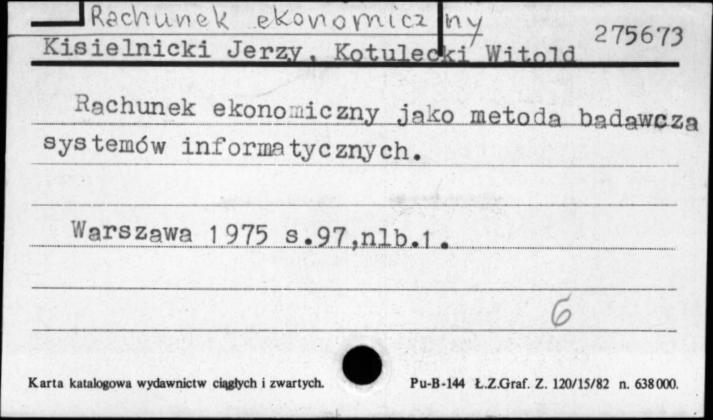 Rachunek ekonomiczny
275673
Kisielnicki Jerzy, Kotulecki Witold
Rachunek ekonomiczny jako metoda badawcza
systemów informatycznych.
Warszawa 1975 s.97,nlb.1.
6
Karta katalogowa wydawnictw ciągłych i zwartych.
Pu-B-144 Ł.Z.Graf. Z. 120/15/82 n. 638000.